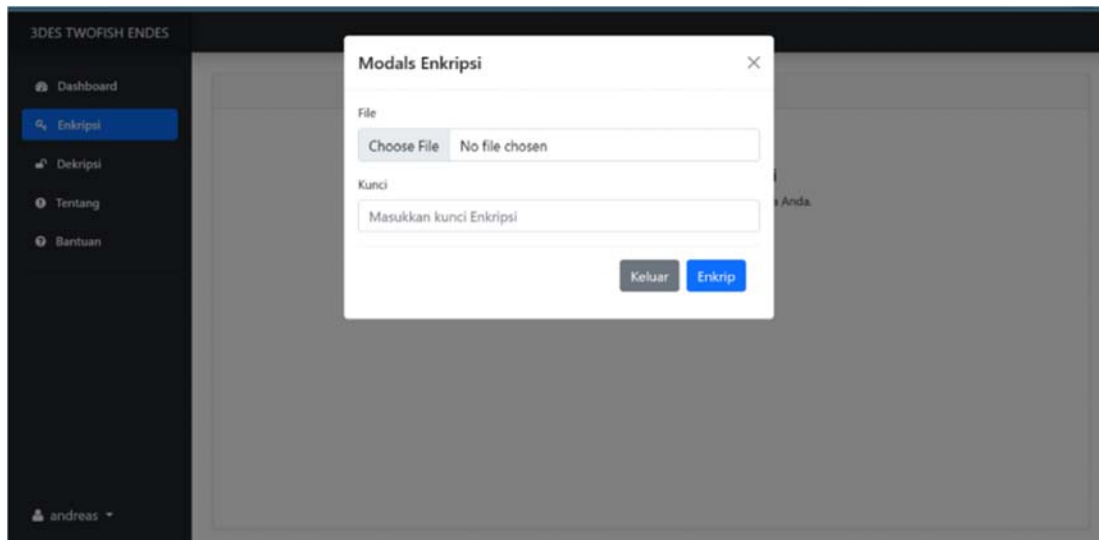 3DES TWOFISH ENDES
Dashboard
Enkripsi
Dekripsi
Tentang
Bantuan
andreas
Modals Enkripsi
File
Choose File No file chosen
Kunci
Masukkan kunci Enkripsi
Keluar Enkrip
Anda.